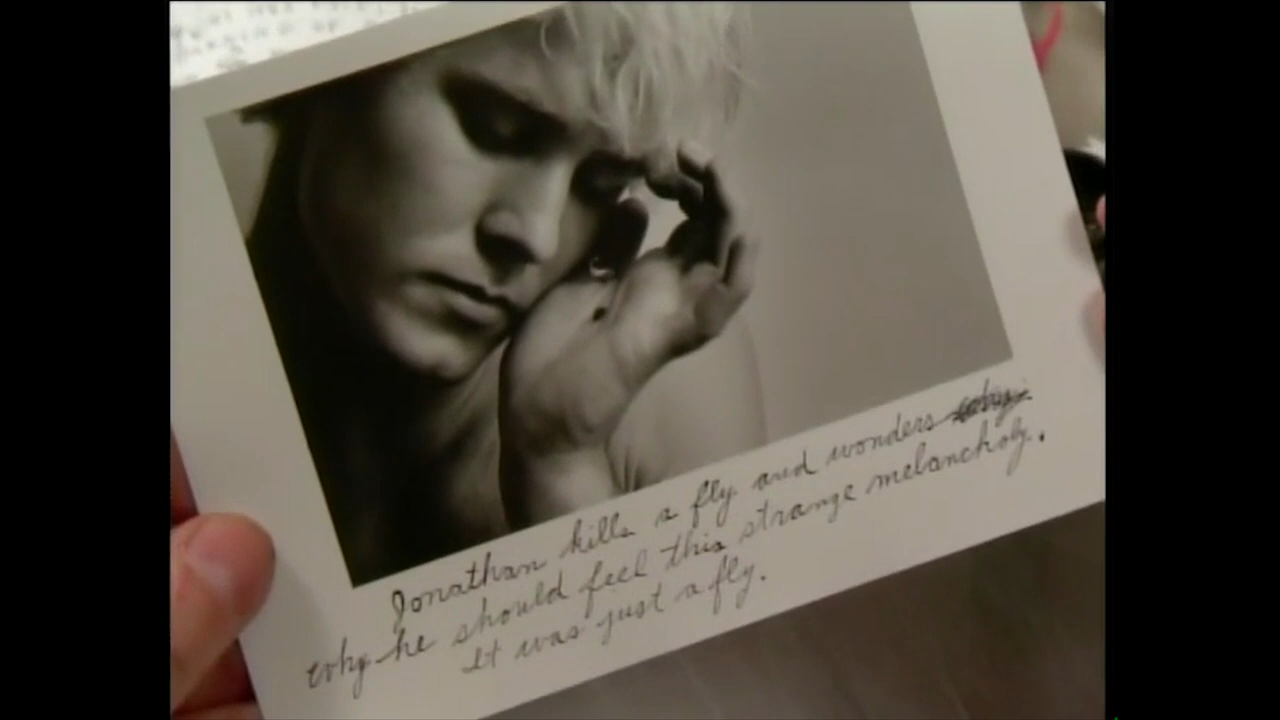 Jonathan kills a fly and wonders
why he should feel this strange melancholy.
It was just a fly.